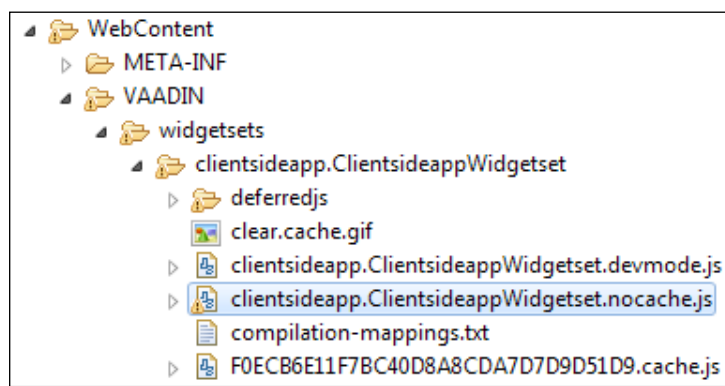 WebContent
META-INF
VAADIN
widgetsets
clientsideapp.ClientsideappWidgetset
deferredjs
clear.cache.gif
clientsideapp.ClientsideappWidgetset.devmode.js
clientsideapp.ClientsideappWidgetset.nocache.js
compilation-mappings.txt
F0ECB6E11F7BC40D8A8CDA7D7D9D51D9.cache.js